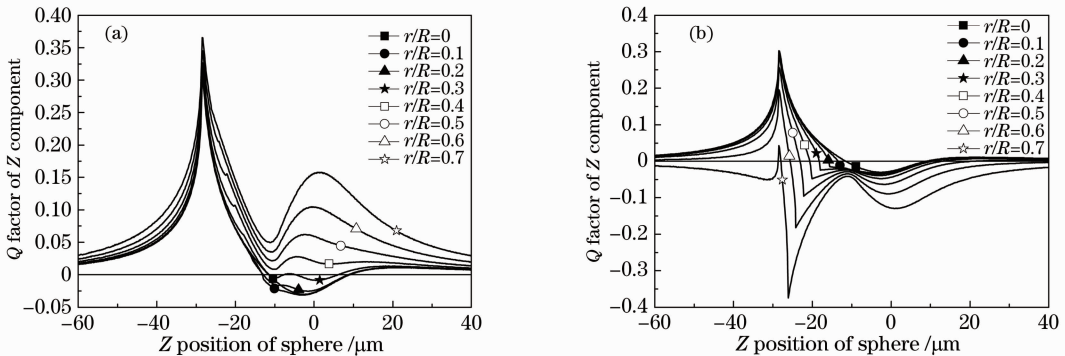 (a)
0.40
0.35
0.30
0.25
0.20
0.15
0.10
0.05
0
−0.05
Q factor of Z component
r/R=0
r/R=0.1
r/R=0.2
r/R=0.3
r/R=0.4
r/R=0.5
r/R=0.6
r/R=0.7
−60
−40
−20
0
20
40
Z position of sphere /μm
(b)
0.4
0.3
0.2
0.1
0
−0.1
−0.2
−0.3
−0.4
Q factor of Z component
r/R=0
r/R=0.1
r/R=0.2
r/R=0.3
r/R=0.4
r/R=0.5
r/R=0.6
r/R=0.7
−60
−40
−20
0
20
40
Z position of sphere /μm